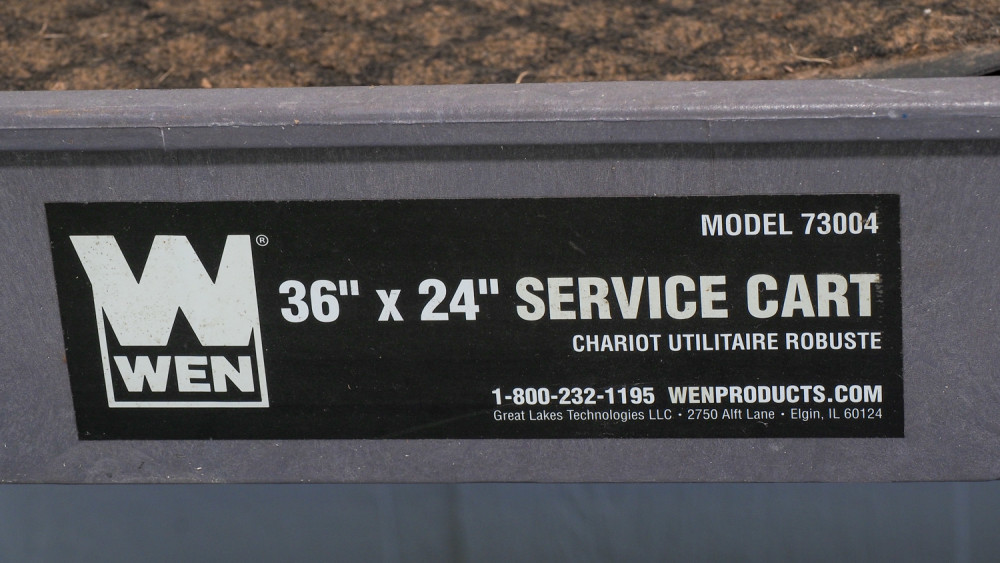 MODEL 73004
W®
WEN
36" x 24" SERVICE CART
CHARIOT UTILITAIRE ROBUSTE
1-800-232-1195 WENPRODUCTS.COM
Great Lakes Technologies LLC • 2750 Alft Lane • Elgin, IL 60124